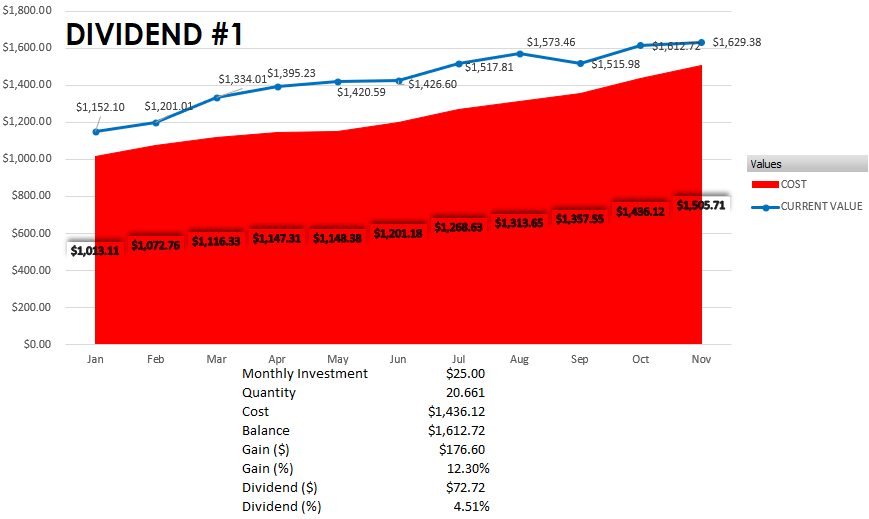 DIVIDEND #1
$1,800.00
$1,600.00
$1,400.00
$1,200.00
$1,000.00
$800.00
$600.00
$400.00
$200.00
$0.00
$1,152.10
$1,201.01
$1,334.01
$1,395.23
$1,420.59
$1,426.60
$1,517.81
$1,573.46
$1,515.98
$1,612.72
$1,629.38
$1,013.11
$1,072.76
$1,116.33
$1,147.31
$1,148.38
$1,201.18
$1,268.63
$1,313.65
$1,357.55
$1,436.12
$1,505.71
Jan Feb Mar Apr May Jun Jul Aug Sep Oct Nov
Values
COST
CURRENT VALUE
Monthly Investment $25.00
Quantity 20.661
Cost $1,436.12
Balance $1,612.72
Gain ($) $176.60
Gain (%) 12.30%
Dividend ($) $72.72
Dividend (%) 4.51%